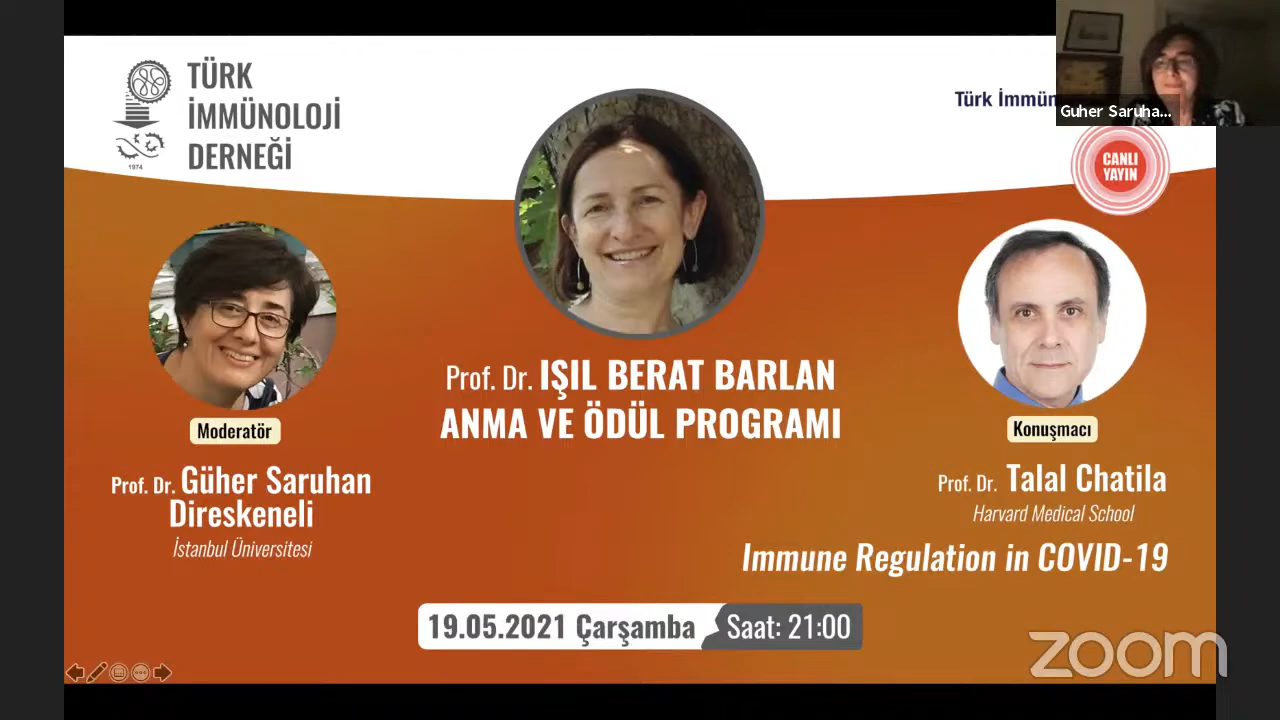 TÜRK
İMMÜNOLOJİ
DERNEĞİ
1974
Türk İmmün
Guher Saruha...
CANLI
YAYIN
Prof. Dr. IŞIL BERAT BARLAN
ANMA VE ÖDÜL PROGRAMI
Moderatör
Prof. Dr. Güher Saruhan
Direskeneli
İstanbul Üniversitesi
Konuşmacı
Prof. Dr. Talal Chatila
Harvard Medical School
Immune Regulation in COVID-19
19.05.2021 Çarşamba Saat: 21:00
zoom